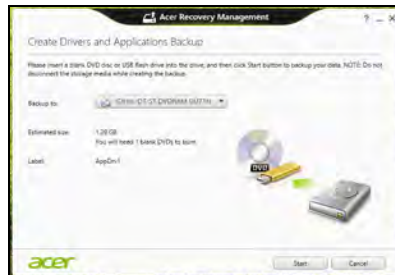 Acer Recovery Management
? – X
Create Drivers and Applications Backup
Please insert a blank DVD disc or USB flash drive into the drive, and then click Start button to backup your data. NOTE: Do not
disconnect the storage media while creating the backup.
Backup to:
Estimated size: 1.20 GB
You will need 1 blank DVDs to burn
Label: AppDrv1
DVD
acer
Start Cancel